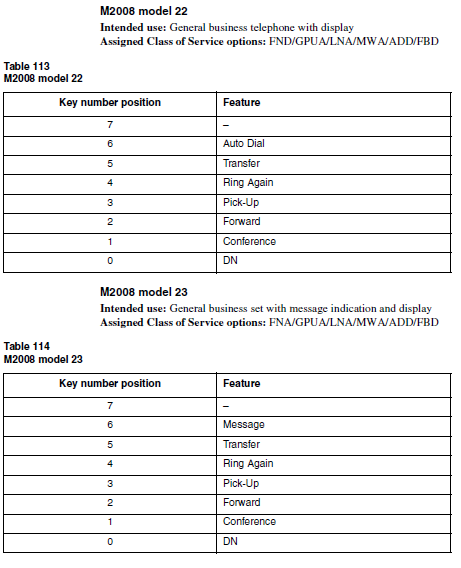 M2008 model 22
Intended use: General business telephone with display
Assigned Class of Service options: FND/GPUA/LNA/MWA/ADD/FBD
Table 113
M2008 model 22
Key number position Feature
7 –
6 Auto Dial
5 Transfer
4 Ring Again
3 Pick-Up
2 Forward
1 Conference
0 DN
M2008 model 23
Intended use: General business set with message indication and display
Assigned Class of Service options: FNA/GPUA/LNA/MWA/ADD/FBD
Table 114
M2008 model 23
Key number position Feature
7 –
6 Message
5 Transfer
4 Ring Again
3 Pick-Up
2 Forward
1 Conference
0 DN